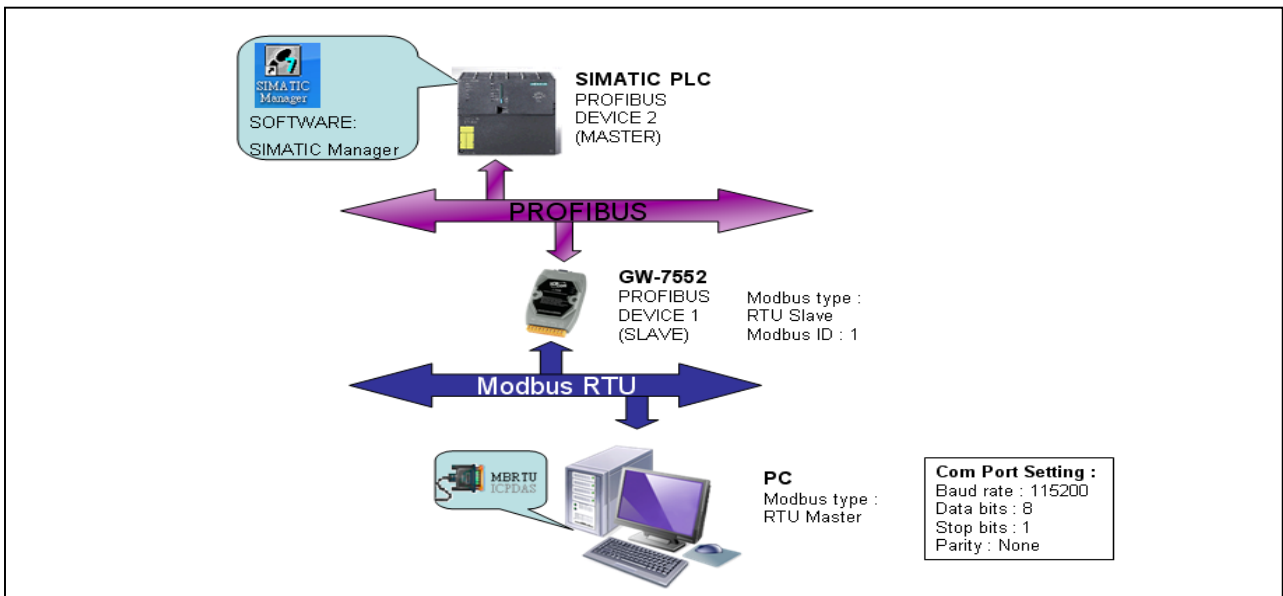 SIMATIC
Manager
SOFTWARE:
SIMATIC Manager
SIMATIC PLC
PROFIBUS
DEVICE 2
(MASTER)
PROFIBUS
GW-7552
PROFIBUS
DEVICE 1
(SLAVE)
Modbus type :
RTU Slave
Modbus ID : 1
Modbus RTU
MBRTU
ICPDAS
PC
Modbus type :
RTU Master
Com Port Setting :
Baud rate : 115200
Data bits : 8
Stop bits : 1
Parity : None